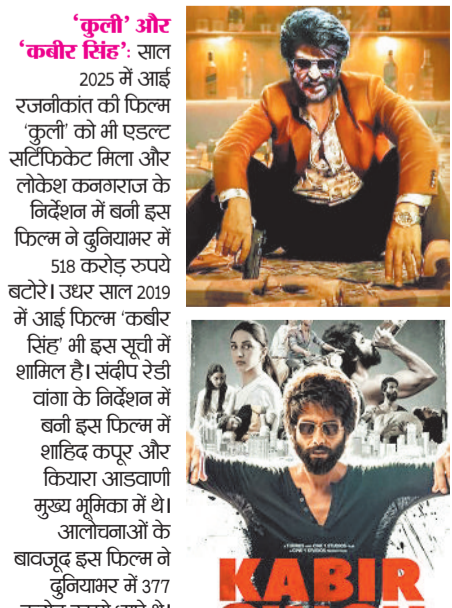 ‘कुली’ और
‘कबीर सिंह’: साल
2025 में आई
रजनीकांत की फिल्म
‘कुली’ को भी एडल्ट
सर्टिफिकेट मिला और
लोकेश कनगराज के
निर्देशन में बनी इस
फिल्म ने दुनियाभर में
518 करोड़ रुपये
बटोरे। उधर साल 2019
में आई फिल्म ‘कबीर
सिंह’ भी इस सूची में
शामिल है। संदीप रेडी
वांगा के निर्देशन में
बनी इस फिल्म में
शाहिद कपूर और
कियारा आडवाणी
मुख्य भूमिका में थे।
आलोचनाओं के
बावजूद इस फिल्म ने
दुनियाभर में 377
KABIR